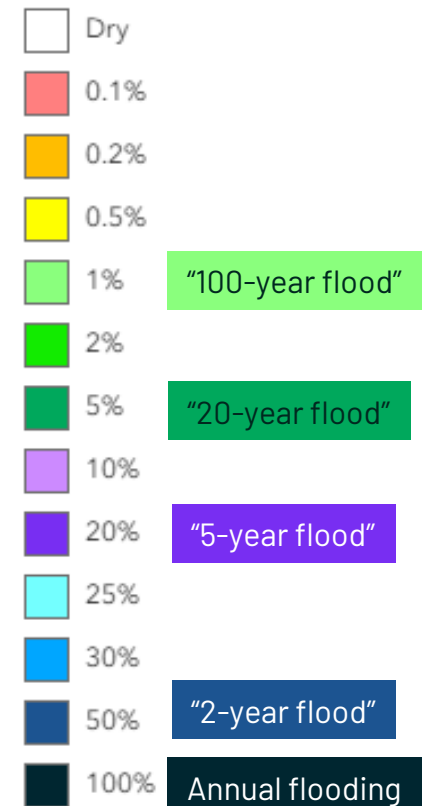 Dry
0.1%
0.2%
0.5%
1% “100-year flood”
2%
5% “20-year flood”
10%
20% “5-year flood”
25%
30%
50% “2-year flood”
100% Annual flooding